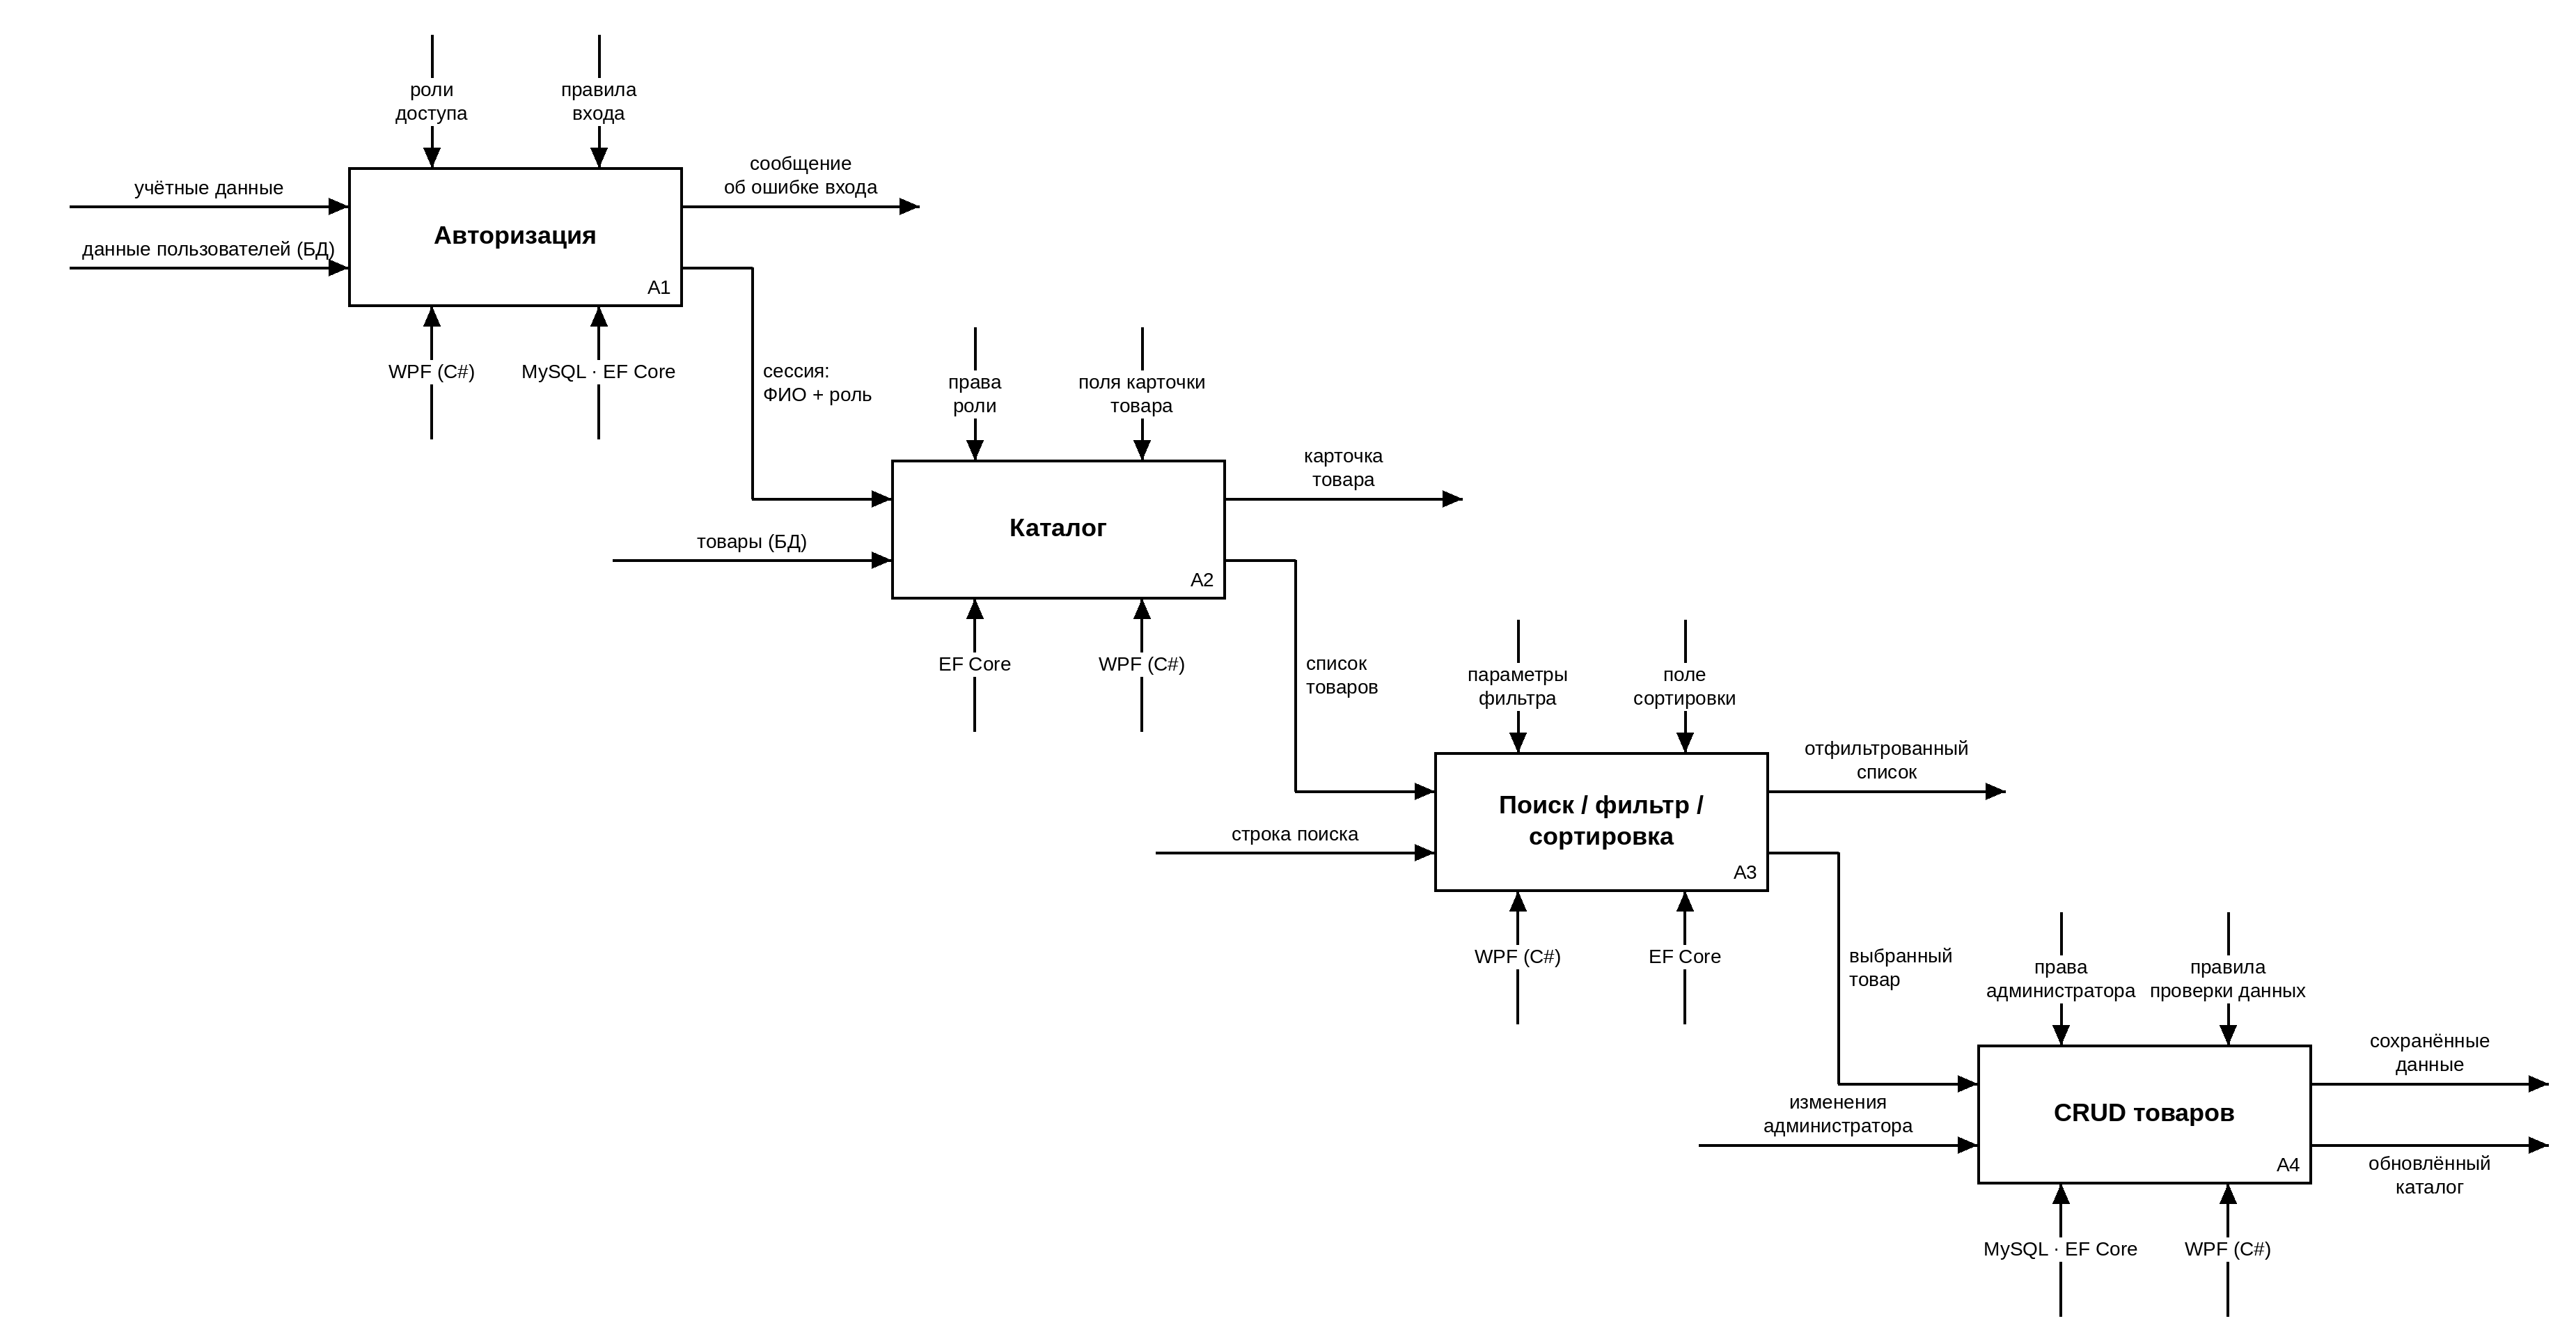 роли
доступа
правила
входа
учётные данные
данные пользователей (БД)
Авторизация
A1
сообщение
об ошибке входа
WPF (C#)
MySQL · EF Core
сессия:
ФИО + роль
права
роли
поля карточки
товара
товары (БД)
Каталог
A2
карточка
товара
EF Core
WPF (C#)
список
товаров
параметры
фильтра
поле
сортировки
строка поиска
Поиск / фильтр /
сортировка
A3
отфильтрованный
список
WPF (C#)
EF Core
выбранный
товар
права
администратора
правила
проверки данных
изменения
администратора
CRUD товаров
A4
сохранённые
данные
обновлённый
каталог
MySQL · EF Core
WPF (C#)